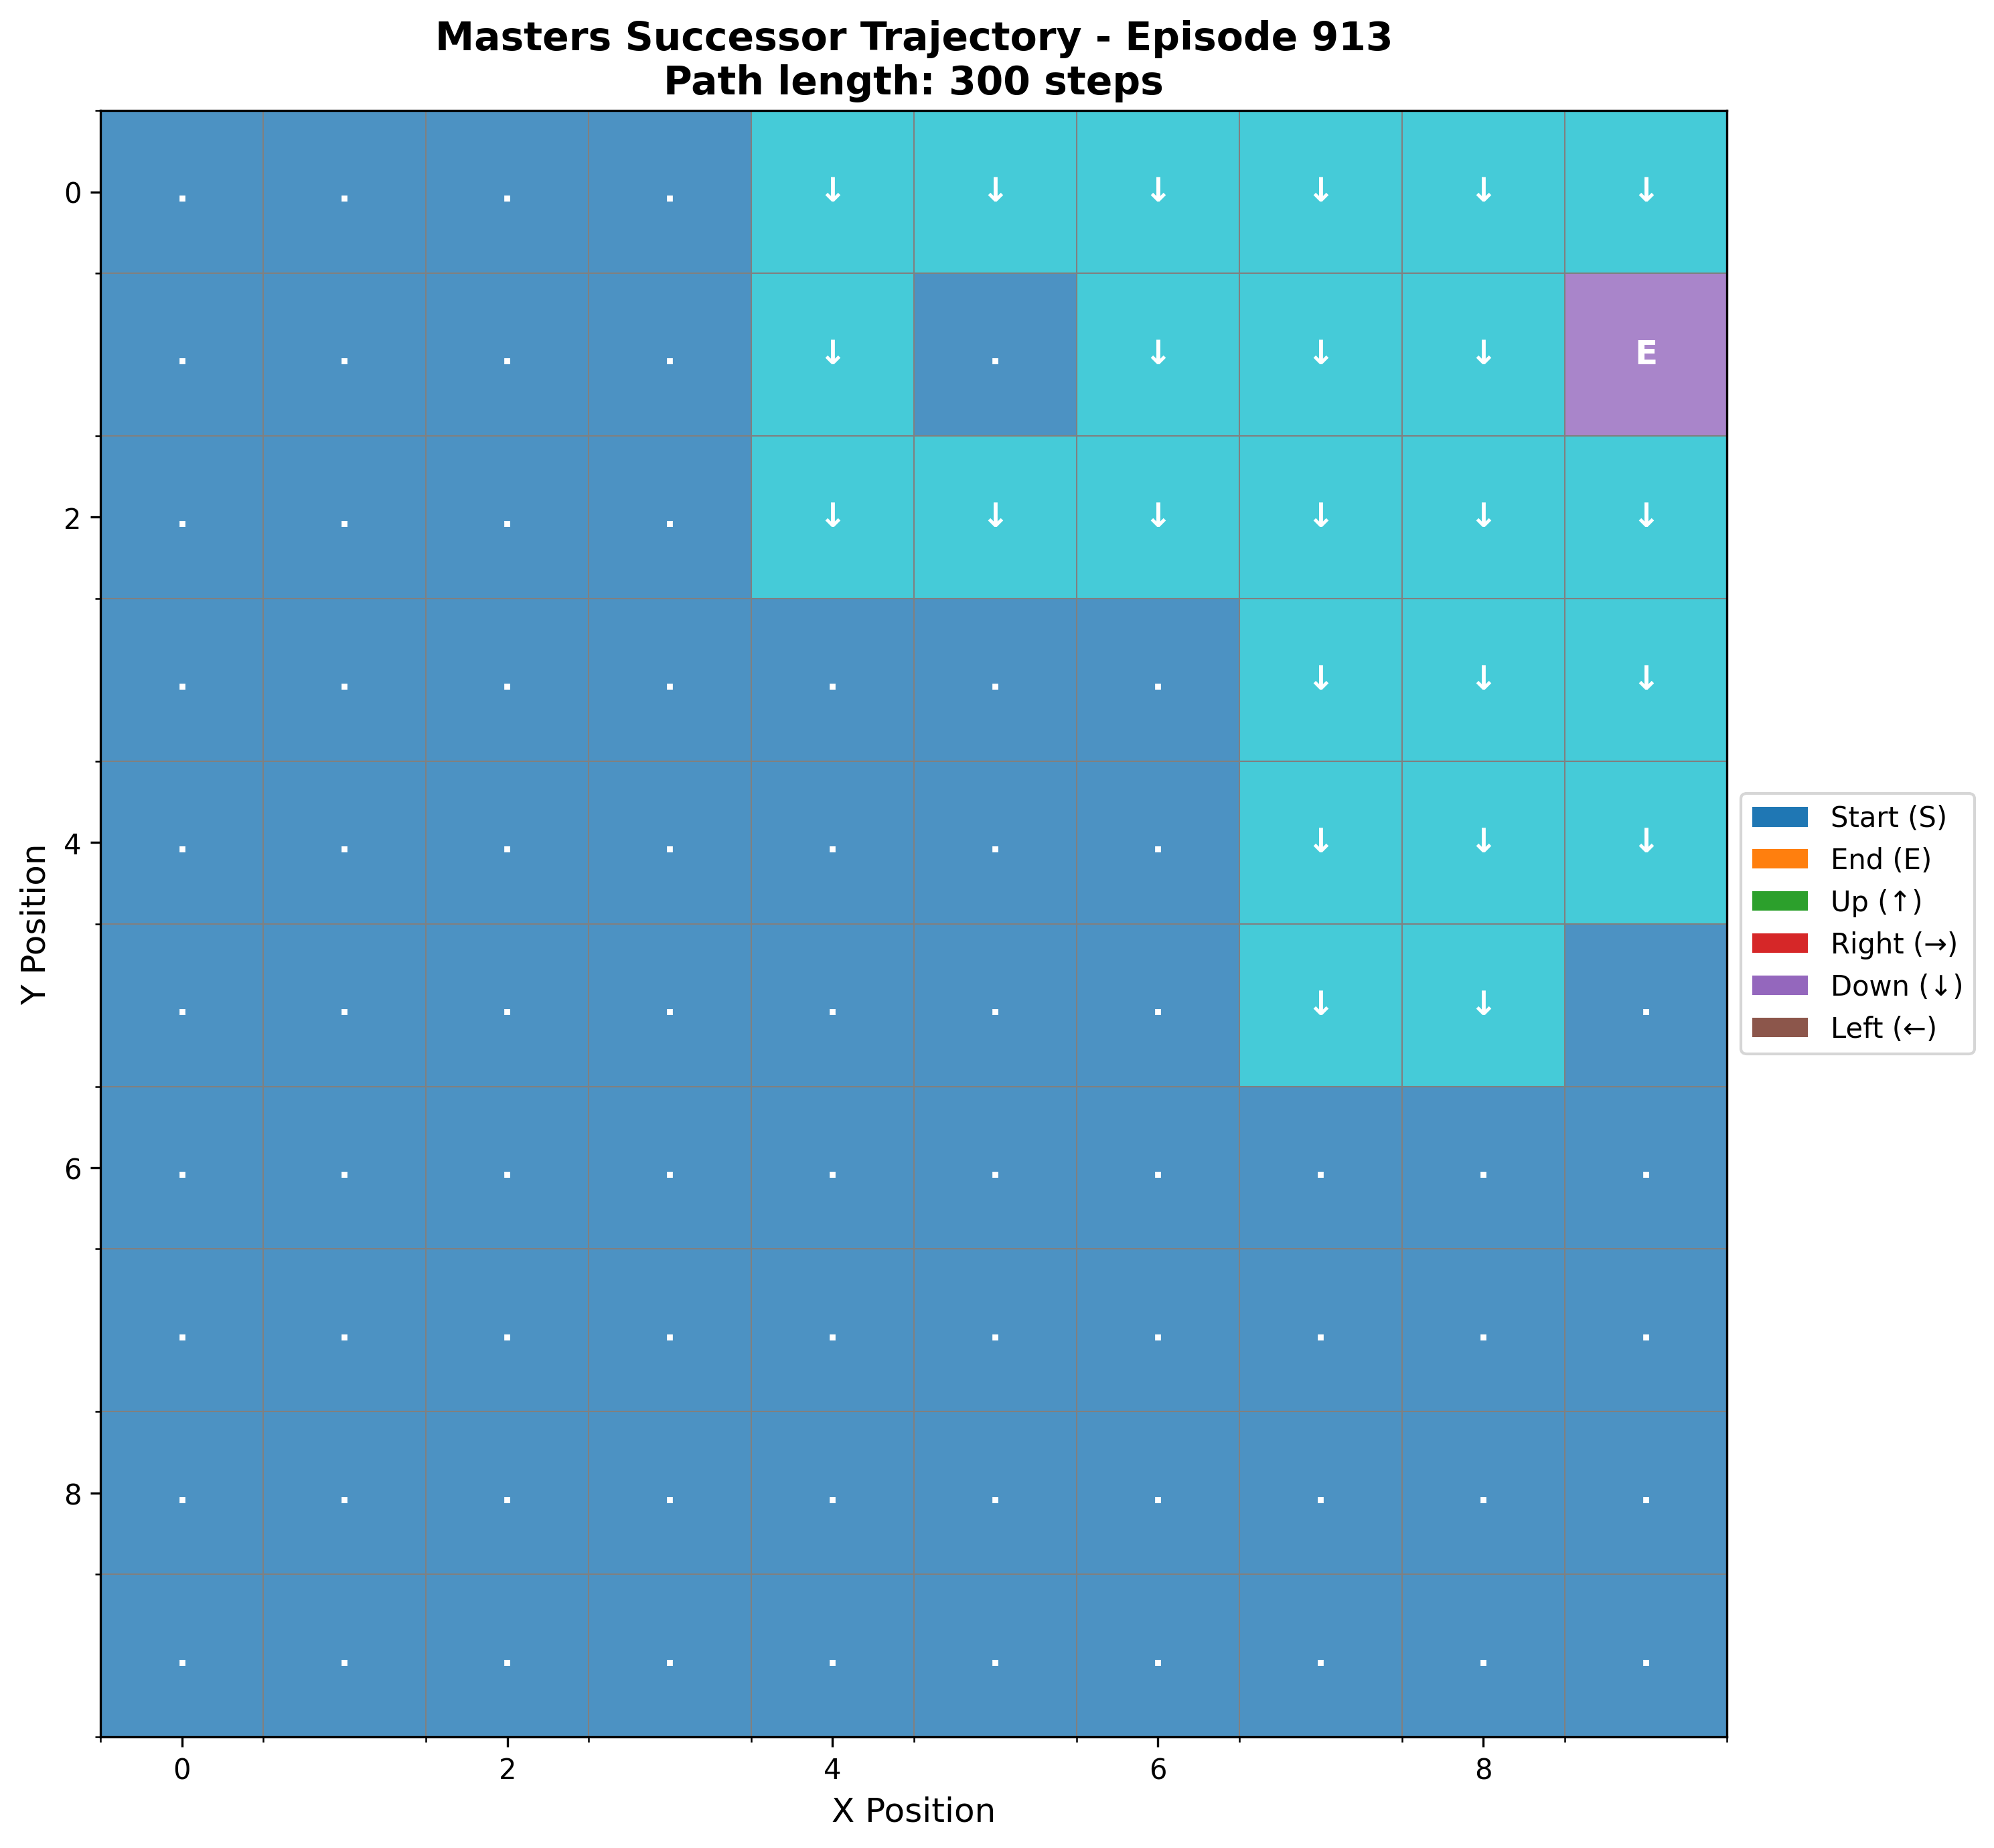 Masters Successor Trajectory - Episode 913
Path length: 300 steps
0 . . . . ↓ ↓ ↓ ↓ ↓ ↓
. . . . ↓ . ↓ ↓ ↓ E
2 . . . . ↓ ↓ ↓ ↓ ↓ ↓
. . . . . . . ↓ ↓ ↓
4 . . . . . . . ↓ ↓ ↓
. . . . . . . ↓ ↓ .
6 . . . . . . . . . .
. . . . . . . . . .
8 . . . . . . . . . .
. . . . . . . . . .
0 2 4 6 8
X Position
Y Position
Start (S)
End (E)
Up (↑)
Right (→)
Down (↓)
Left (←)